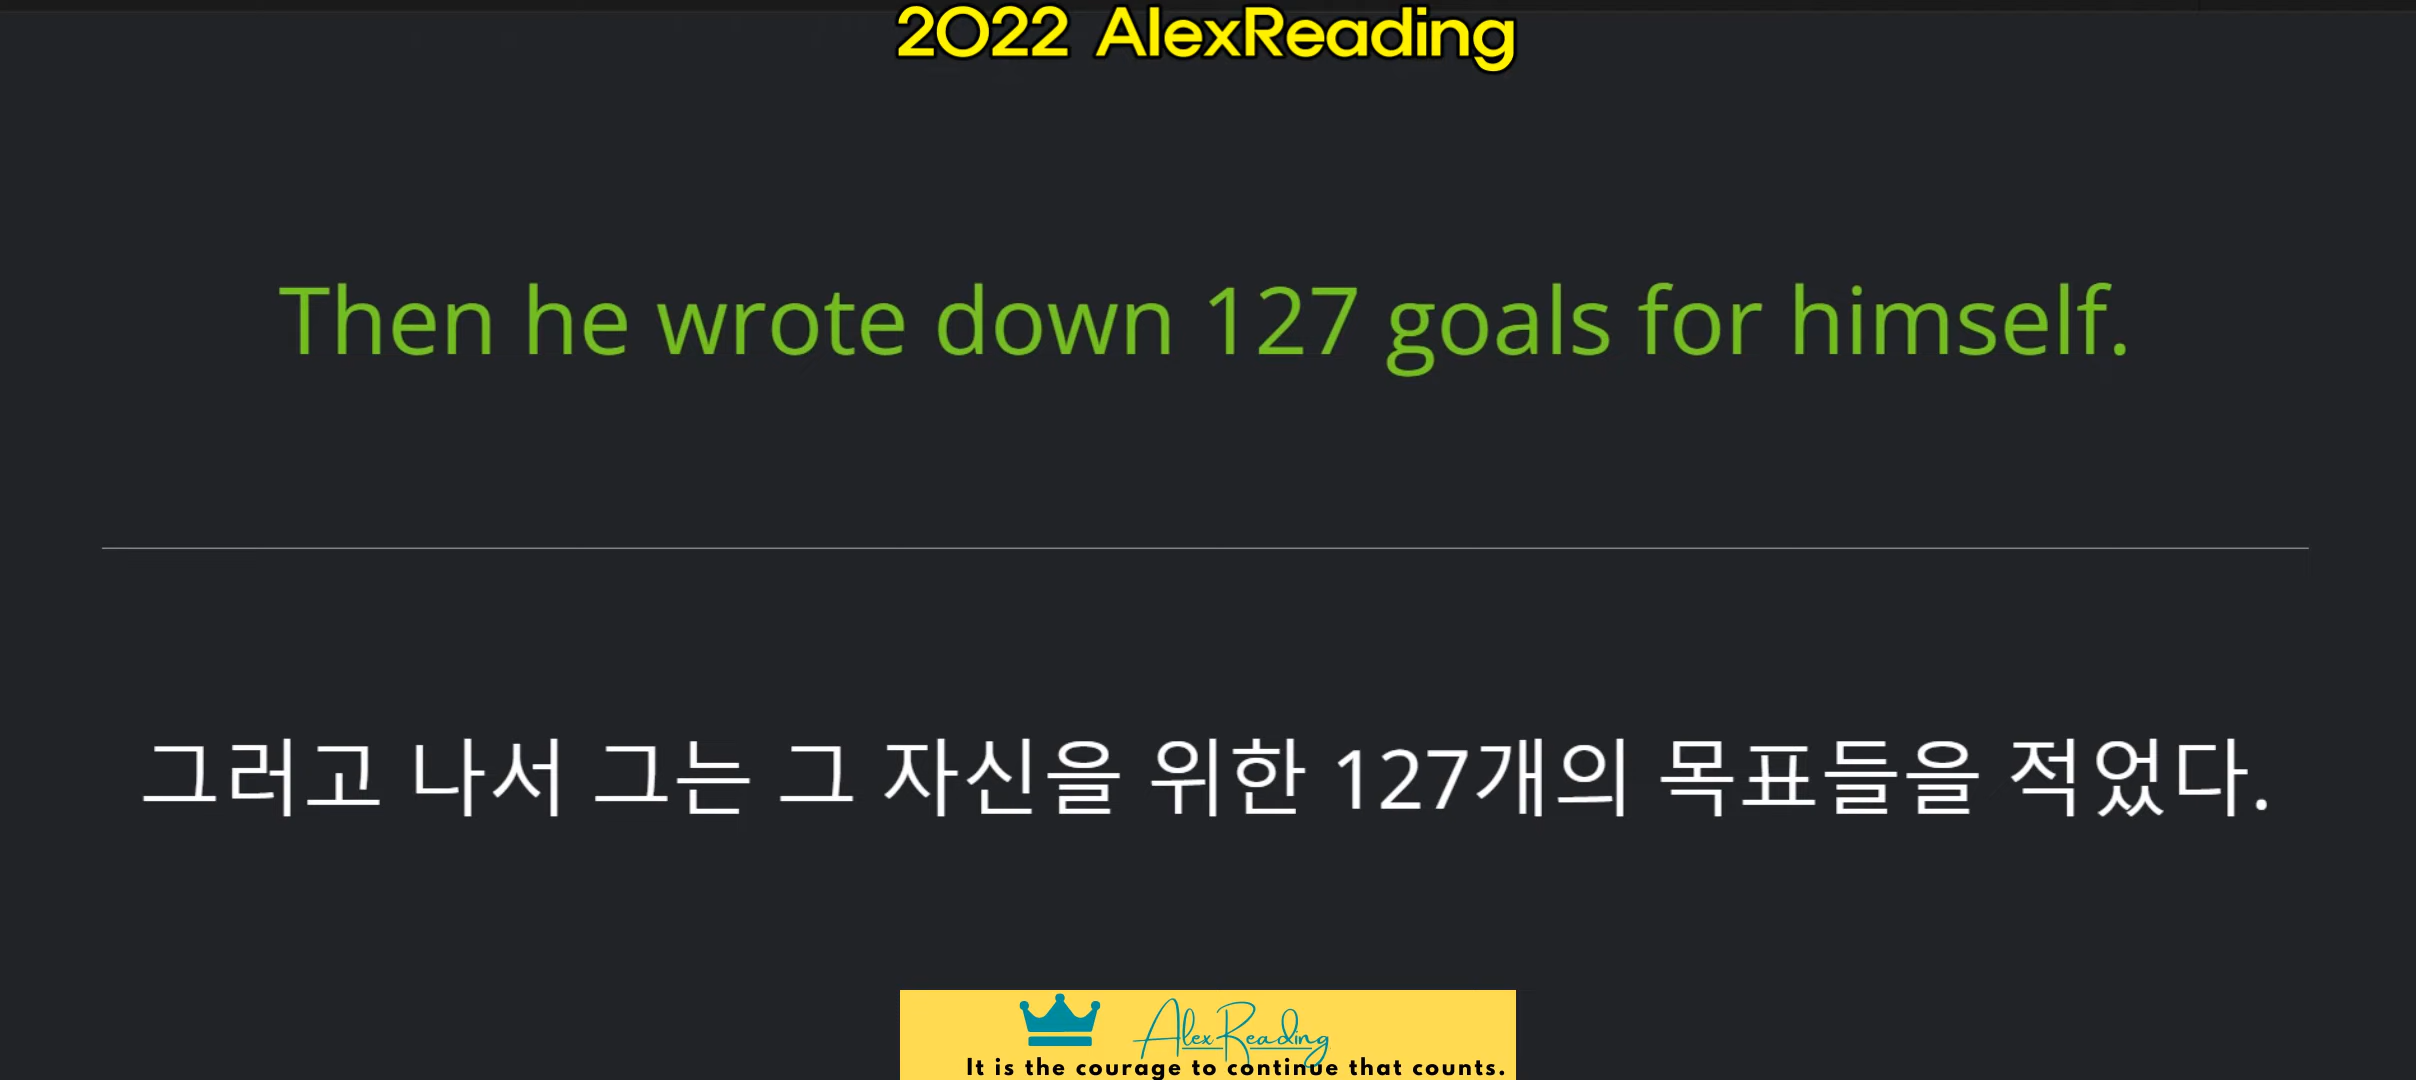 2022 AlexReading
Then he wrote down 127 goals for himself.
그러고 나서 그는 그 자신을 위한 127개의 목표들을 적었다.
AlexReading
It is the courage to continue that counts.